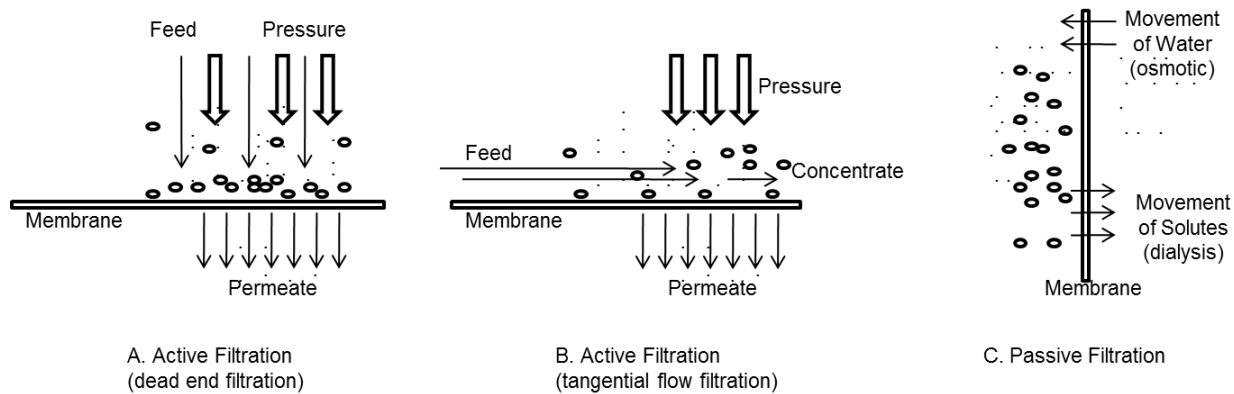 Feed
Pressure
Membrane
Permeate
A. Active Filtration
(dead end filtration)
Pressure
Feed
Concentrate
Membrane
Permeate
B. Active Filtration
(tangential flow filtration)
Movement
of Water
(osmotic)
Movement
of Solutes
(dialysis)
Membrane
C. Passive Filtration